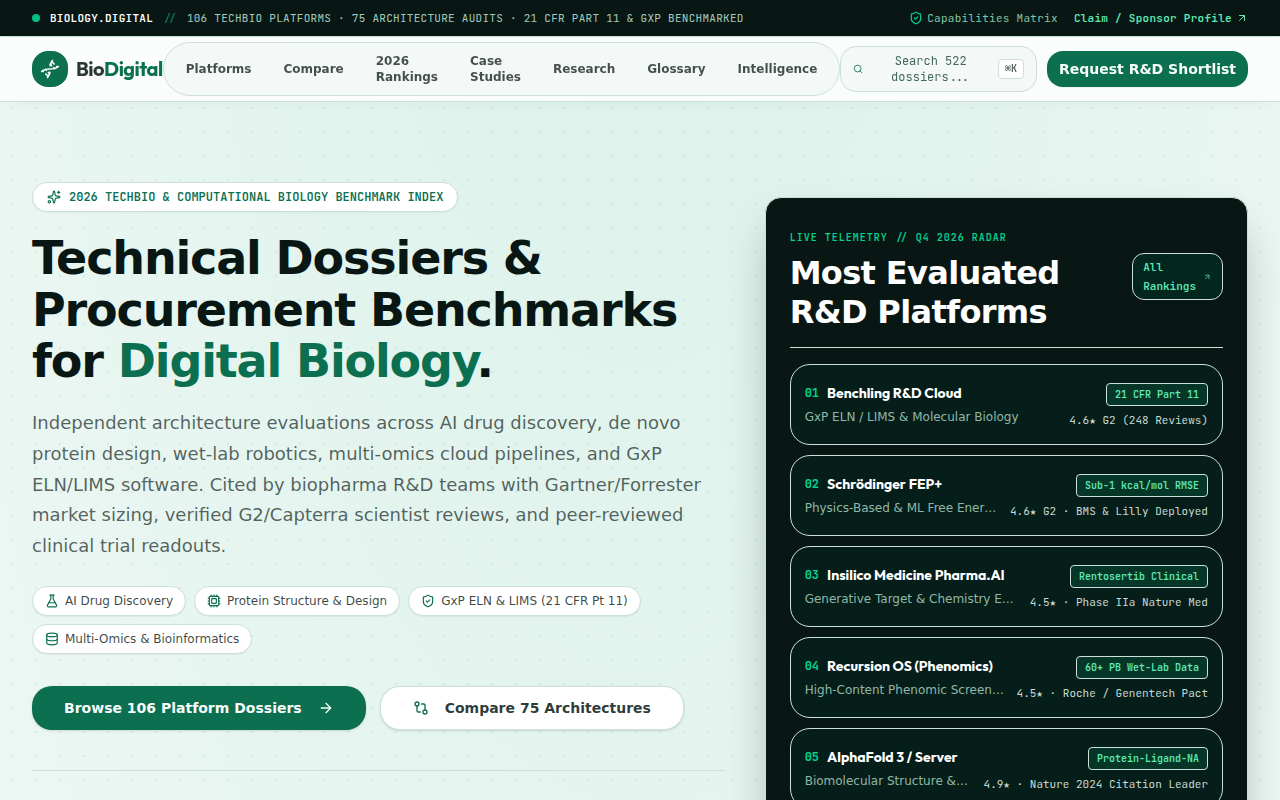 BIOLOGY.DIGITAL // 106 TECHBIO PLATFORMS · 75 ARCHITECTURE AUDITS · 21 CFR PART 11 & GXP BENCHMARKED
Capabilities Matrix
Claim / Sponsor Profile
BioDigital
Platforms
Compare
2026
Rankings
Case
Studies
Research
Glossary
Intelligence
Search 522
dossiers...
⌘K
Request R&D Shortlist
2026 TECHBIO & COMPUTATIONAL BIOLOGY BENCHMARK INDEX
Technical Dossiers &
Procurement Benchmarks
for Digital Biology.
Independent architecture evaluations across AI drug discovery, de novo
protein design, wet-lab robotics, multi-omics cloud pipelines, and GxP
ELN/LIMS software. Cited by biopharma R&D teams with Gartner/Forrester
market sizing, verified G2/Capterra scientist reviews, and peer-reviewed
clinical trial readouts.
AI Drug Discovery
Protein Structure & Design
GxP ELN & LIMS (21 CFR Pt 11)
Multi-Omics & Bioinformatics
Browse 106 Platform Dossiers
Compare 75 Architectures
LIVE TELEMETRY // Q4 2026 RADAR
Most Evaluated
R&D Platforms
All
Rankings
01 Benchling R&D Cloud
21 CFR Part 11
GxP ELN / LIMS & Molecular Biology
4.6★ G2 (248 Reviews)
02 Schrödinger FEP+
Sub-1 kcal/mol RMSE
Physics-Based & ML Free Ener...
4.6★ G2 · BMS & Lilly Deployed
03 Insilico Medicine Pharma.AI
Rentosertib Clinical
Generative Target & Chemistry E...
4.5★ · Phase IIa Nature Med
04 Recursion OS (Phenomics)
60+ PB Wet-Lab Data
High-Content Phenomic Screen...
4.5★ · Roche / Genentech Pact
05 AlphaFold 3 / Server
Protein-Ligand-NA
Biomolecular Structure &...
4.9★ · Nature 2024 Citation Leader